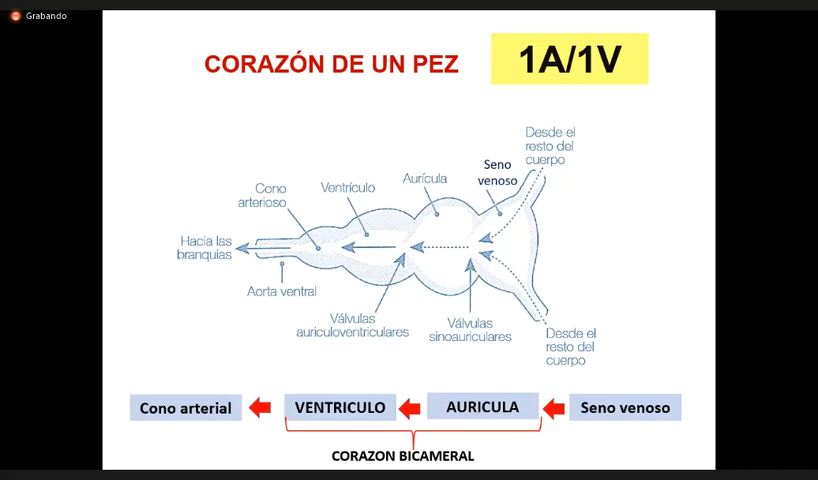 Grabando
CORAZÓN DE UN PEZ
1A/1V
Desde el
resto del
cuerpo
Seno
venoso
Aurícula
Ventrículo
Cono
arterioso
Hacia las
branquias
Aorta ventral
Válvulas
auriculoventriculares
Válvulas
sinoauriculares
Desde el
resto del
cuerpo
Cono arterial
VENTRICULO
AURICULA
Seno venoso
CORAZON BICAMERAL